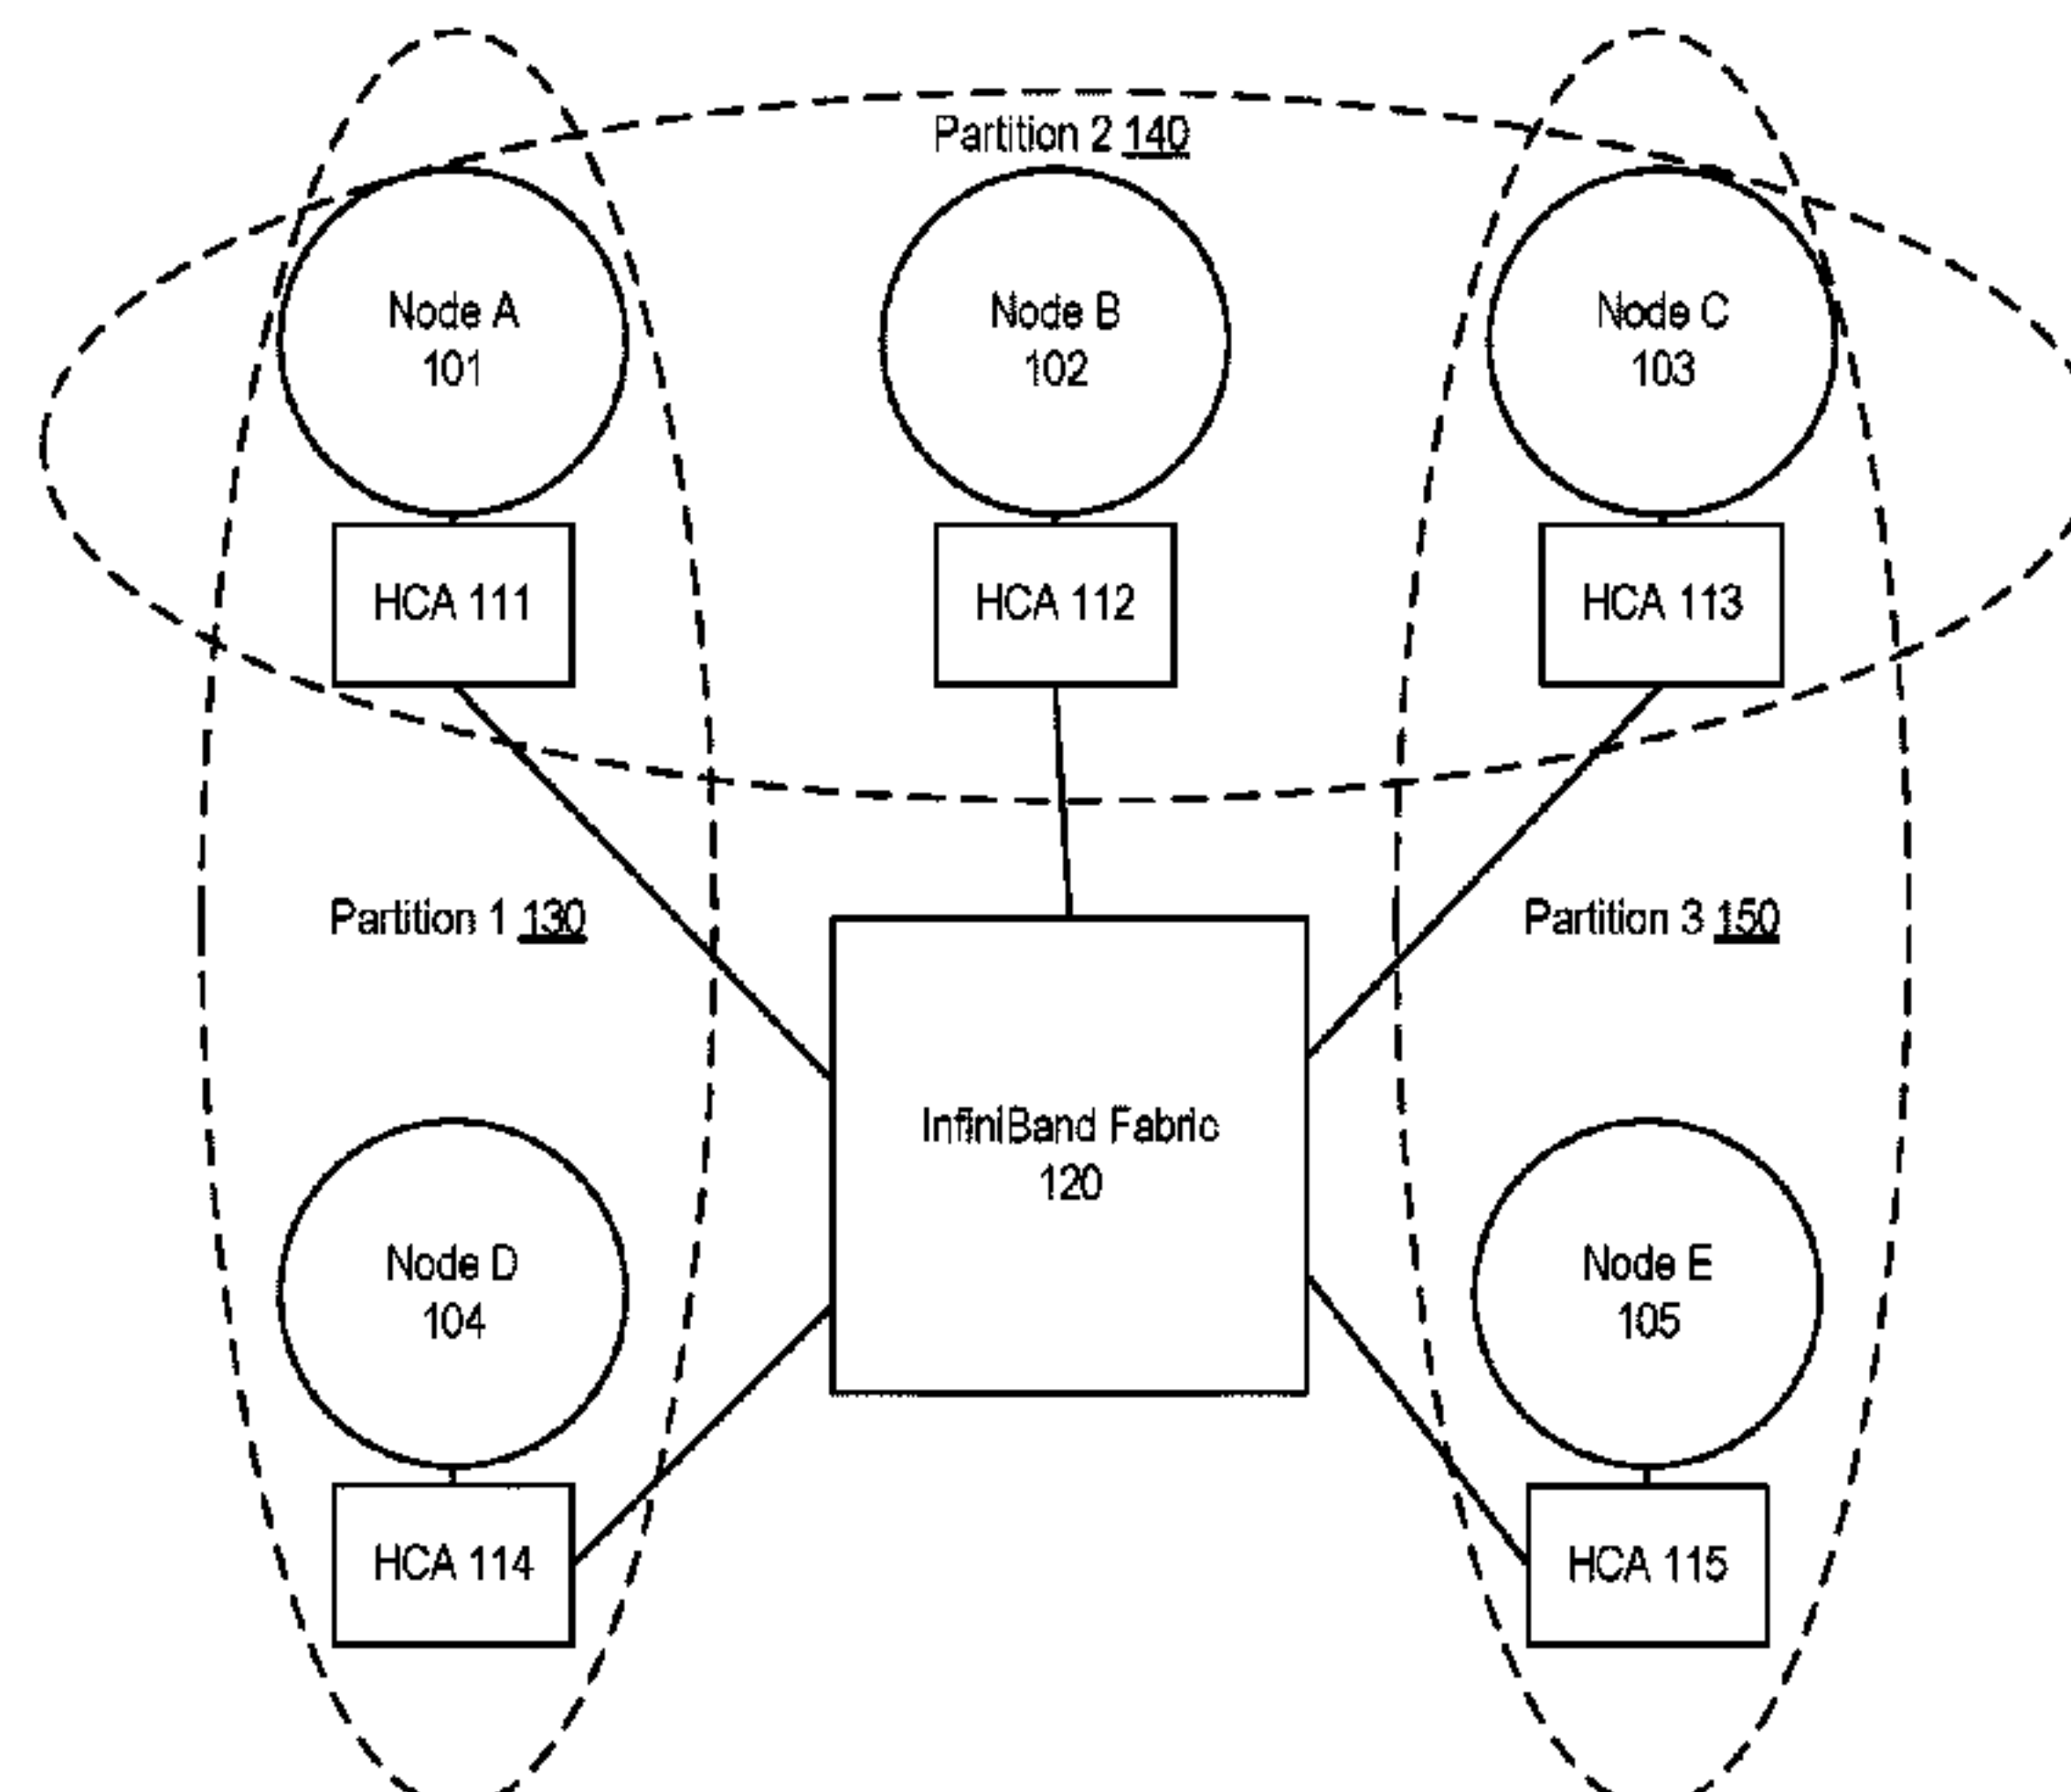 Partition 2 140
Node A
101
Node B
102
Node C
103
HCA 111
HCA 112
HCA 113
Partition 1 130
Partition 3 150
InfiniBand Fabric
120
Node D
104
Node E
105
HCA 114
HCA 115